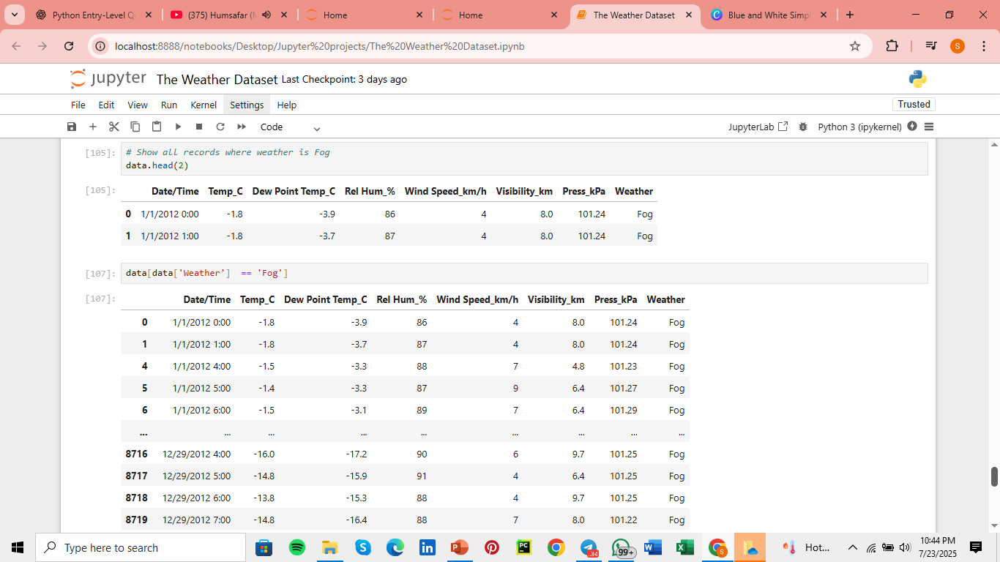 Python Entry-Level Q
(375) Humsafar (
Home
Home
The Weather Dataset
Blue and White Simp
localhost:8888/notebooks/Desktop/Jupyter%20projects/The%20Weather%20Dataset.ipynb
S
jupyter The Weather Dataset Last Checkpoint: 3 days ago
File Edit View Run Kernel Settings Help Trusted
Code JupyterLab Python 3 (ipykernel)
[105]: # Show all records where weather is Fog
data.head(2)
[105]: Date/Time Temp_C Dew Point Temp_C Rel Hum_% Wind Speed_km/h Visibility_km Press_kPa Weather
0 1/1/2012 0:00 -1.8 -3.9 86 4 8.0 101.24 Fog
1 1/1/2012 1:00 -1.8 -3.7 87 4 8.0 101.24 Fog
[107]: data[data['Weather'] == 'Fog']
[107]: Date/Time Temp_C Dew Point Temp_C Rel Hum_% Wind Speed_km/h Visibility_km Press_kPa Weather
0 1/1/2012 0:00 -1.8 -3.9 86 4 8.0 101.24 Fog
1 1/1/2012 1:00 -1.8 -3.7 87 4 8.0 101.24 Fog
4 1/1/2012 4:00 -1.5 -3.3 88 7 4.8 101.23 Fog
5 1/1/2012 5:00 -1.4 -3.3 87 9 6.4 101.27 Fog
6 1/1/2012 6:00 -1.5 -3.1 89 7 6.4 101.29 Fog
... ... ... ... ... ... ... ... ...
8716 12/29/2012 4:00 -16.0 -17.2 90 6 9.7 101.25 Fog
8717 12/29/2012 5:00 -14.8 -15.9 91 4 6.4 101.25 Fog
8718 12/29/2012 6:00 -13.8 -15.3 88 4 9.7 101.25 Fog
8719 12/29/2012 7:00 -14.8 -16.4 88 7 8.0 101.22 Fog
Type here to search
PC
.34
99+
S
Hot...
10:44 PM
7/23/2025